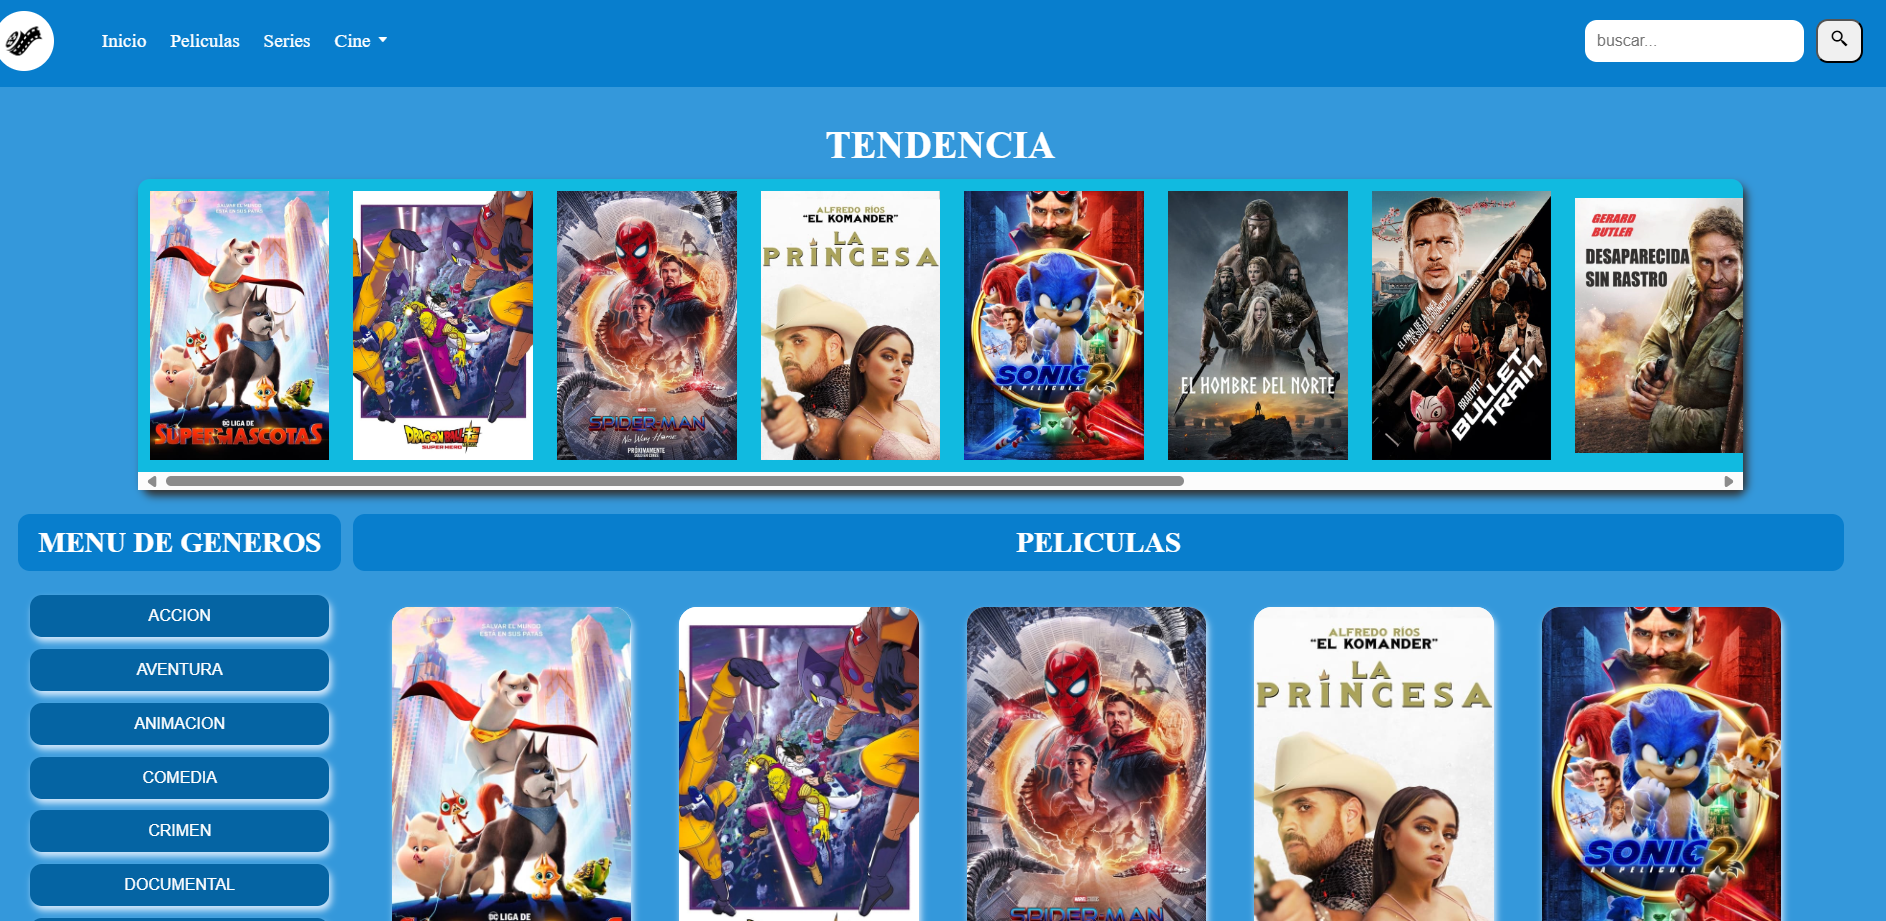 Inicio
Peliculas
Series
Cine
buscar...
TENDENCIA
SALVAR EL MUNDO
ESTÁ EN SUS PATAS
DC LIGA DE
SUPERMASCOTAS
DRAGON BALL
SUPER HERO
SPIDER-MAN
No Way Home
PRÓXIMAMENTE
ALFREDO RÍOS
"EL KOMANDER"
LA
PRINCESA
SONIC 2
LA PELÍCULA
EL HOMBRE DEL NORTE
BRAD PITT
BULLET
TRAIN
GERARD
BUTLER
DESAPARECIDA
SIN RASTRO
MENU DE GENEROS
PELICULAS
ACCION
AVENTURA
ANIMACION
COMEDIA
CRIMEN
DOCUMENTAL
SALVAR EL MUNDO
ESTÁ EN SUS PATAS
DC LIGA DE
SPIDER-MAN
ALFREDO RÍOS
"EL KOMANDER"
LA
PRINCESA
SONIC 2
LA PELÍCULA